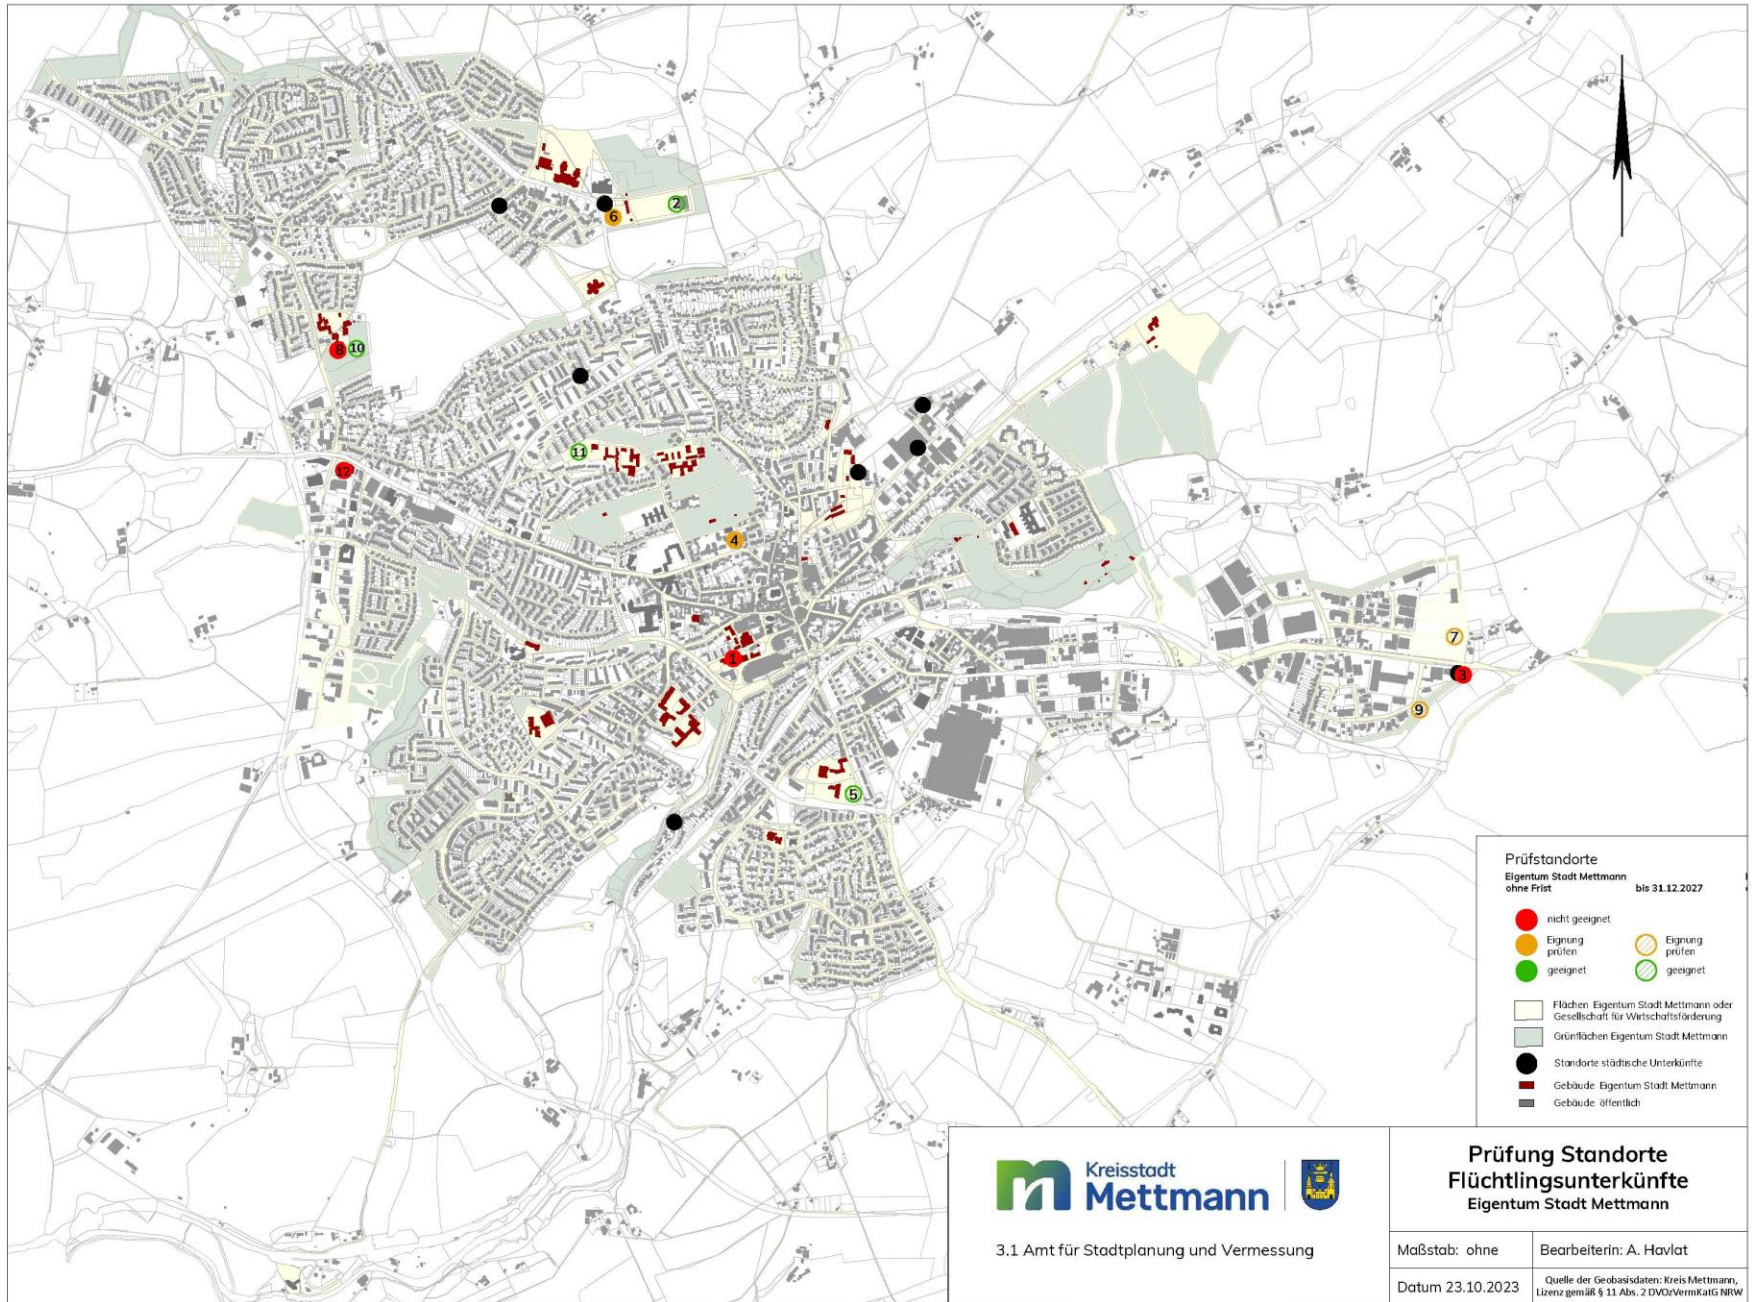 2
6
8
10
11
12
4
1
7
3
9
5
Prüfstandorte
Eigentum Stadt Mettmann
ohne Frist bis 31.12.2027
nicht geeignet
Eignung
prüfen
Eignung
prüfen
geeignet
geeignet
Flächen Eigentum Stadt Mettmann oder
Gesellschaft für Wirtschaftsförderung
Grünflächen Eigentum Stadt Mettmann
Standorte städtische Unterkünfte
Gebäude Eigentum Stadt Mettmann
Gebäude öffentlich
Kreisstadt
Mettmann
3.1 Amt für Stadtplanung und Vermessung
Prüfung Standorte
Flüchtlingsunterkünfte
Eigentum Stadt Mettmann
Maßstab: ohne
Bearbeiterin: A. Havlat
Datum 23.10.2023
Quelle der Geobasisdaten: Kreis Mettmann,
Lizenz gemäß § 11 Abs. 2 DVOzVermKatG NRW